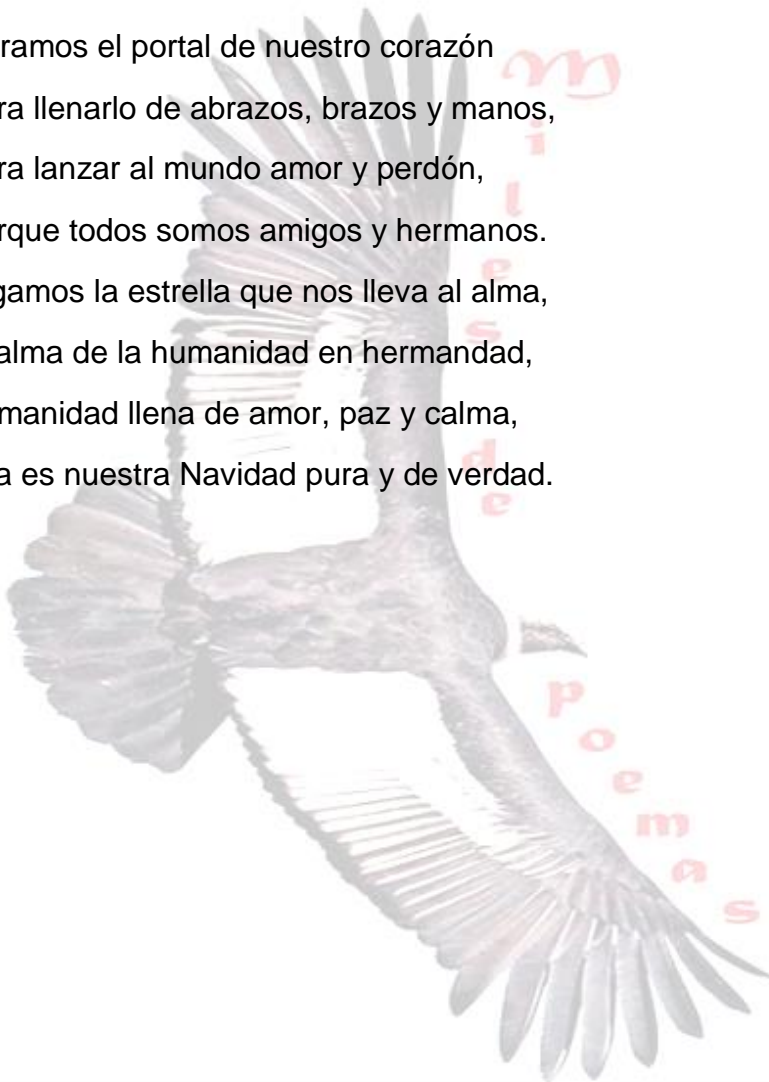 ramos el portal de nuestro corazón
ra llenarlo de abrazos, brazos y manos,
ra lanzar al mundo amor y perdón,
rque todos somos amigos y hermanos.
gamos la estrella que nos lleva al alma,
alma de la humanidad en hermandad,
manidad llena de amor, paz y calma,
a es nuestra Navidad pura y de verdad.
Miles de poemas